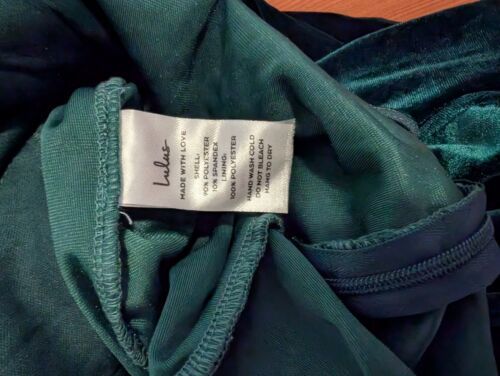 Lulus
MADE WITH LOVE
SHELL:
90% POLYESTER
10% SPANDEX
LINING:
100% POLYESTER
HAND WASH COLD
DO NOT BLEACH
HANG TO DRY